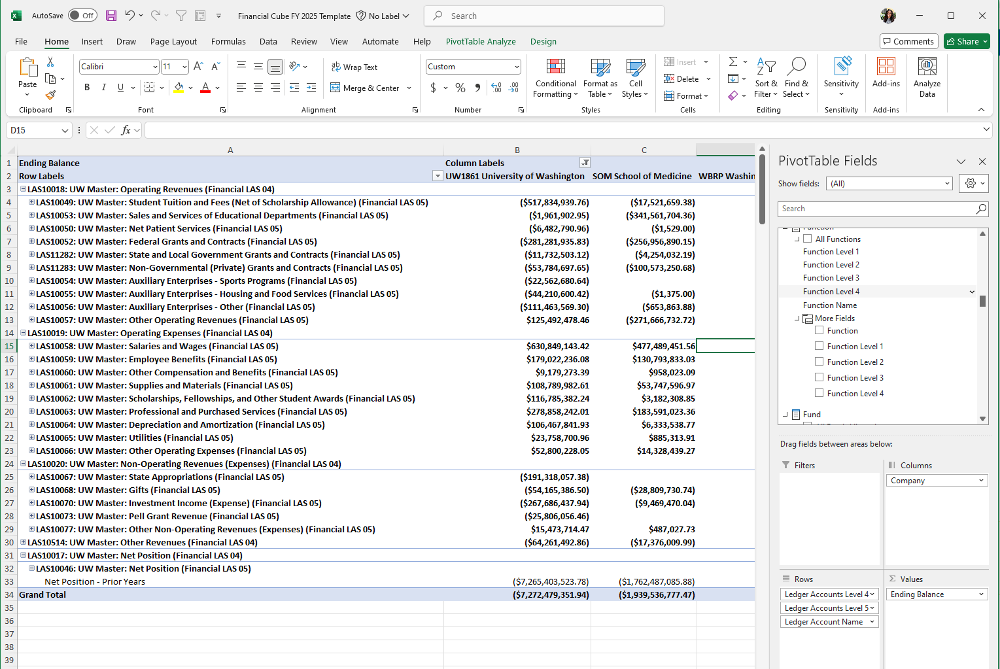 AutoSave Off Financial Cube FY 2025 Template No Label Search
File Home Insert Draw Page Layout Formulas Data Review View Automate Help PivotTable Analyze Design Comments Share
Paste Clipboard
Calibri 11 B I U A Font
ab Wrap Text
Merge & Center
Alignment
Custom
$ % Number
Conditional Formatting
Format as Table
Cell Styles
Styles
Insert
Delete
Format
Cells
Sort & Filter
Find & Select
Editing
Sensitivity
Sensitivity
Add-ins
Add-ins
Analyze Data
D15 fx
A B C
1 Ending Balance Column Labels
2 Row Labels UW1861 University of Washington SOM School of Medicine WBRP Washin
3 LAS10018: UW Master: Operating Revenues (Financial LAS 04)
4 LAS10049: UW Master: Student Tuition and Fees (Net of Scholarship Allowance) (Financial LAS 05) ($517,834,939.76) ($17,521,659.38)
5 LAS10053: UW Master: Sales and Services of Educational Departments (Financial LAS 05) ($1,961,902.95) ($341,561,704.36)
6 LAS10050: UW Master: Net Patient Services (Financial LAS 05) ($6,482,790.96) ($1,529.00)
7 LAS10052: UW Master: Federal Grants and Contracts (Financial LAS 05) ($281,281,935.83) ($256,956,890.15)
8 LAS11282: UW Master: State and Local Government Grants and Contracts (Financial LAS 05) ($11,732,503.12) ($4,254,032.19)
9 LAS11283: UW Master: Non-Governmental (Private) Grants and Contracts (Financial LAS 05) ($53,784,697.65) ($100,573,250.68)
10 LAS10054: UW Master: Auxiliary Enterprises - Sports Programs (Financial LAS 05) ($22,562,680.64)
11 LAS10055: UW Master: Auxiliary Enterprises - Housing and Food Services (Financial LAS 05) ($44,210,600.42) ($1,375.00)
12 LAS10056: UW Master: Auxiliary Enterprises - Other (Financial LAS 05) ($111,463,569.30) ($653,863.88)
13 LAS10057: UW Master: Other Operating Revenues (Financial LAS 05) $125,492,478.46 ($271,666,732.72)
14 LAS10019: UW Master: Operating Expenses (Financial LAS 04)
15 LAS10058: UW Master: Salaries and Wages (Financial LAS 05) $630,849,143.42 $477,489,451.56
16 LAS10059: UW Master: Employee Benefits (Financial LAS 05) $179,022,236.08 $130,793,833.03
17 LAS10060: UW Master: Other Compensation and Benefits (Financial LAS 05) $9,179,273.39 $958,023.09
18 LAS10061: UW Master: Supplies and Materials (Financial LAS 05) $108,789,982.61 $53,747,596.97
19 LAS10062: UW Master: Scholarships, Fellowships, and Other Student Awards (Financial LAS 05) $116,785,382.24 $3,182,308.85
20 LAS10063: UW Master: Professional and Purchased Services (Financial LAS 05) $278,858,242.01 $183,591,023.36
21 LAS10064: UW Master: Depreciation and Amortization (Financial LAS 05) $106,467,841.93 $6,333,538.77
22 LAS10065: UW Master: Utilities (Financial LAS 05) $23,758,700.96 $885,313.91
23 LAS10066: UW Master: Other Operating Expenses (Financial LAS 05) $52,800,228.05 $14,328,439.27
24 LAS10020: UW Master: Non-Operating Revenues (Expenses) (Financial LAS 04)
25 LAS10067: UW Master: State Appropriations (Financial LAS 05) ($191,318,057.38)
26 LAS10068: UW Master: Gifts (Financial LAS 05) ($54,165,386.50) ($28,809,730.74)
27 LAS10070: UW Master: Investment Income (Expense) (Financial LAS 05) ($267,686,437.94) ($9,469,470.04)
28 LAS10073: UW Master: Pell Grant Revenue (Financial LAS 05) ($25,806,056.46)
29 LAS10077: UW Master: Other Non-Operating Revenues (Expenses) (Financial LAS 05) $15,473,714.47 $487,027.73
30 LAS10514: UW Master: Other Revenues (Financial LAS 04) ($64,261,492.86) ($17,376,009.99)
31 LAS10017: UW Master: Net Position (Financial LAS 04)
32 LAS10046: UW Master: Net Position (Financial LAS 05)
33 Net Position - Prior Years ($7,265,403,523.78) ($1,762,487,085.88)
34 Grand Total ($7,272,479,351.94) ($1,939,536,777.47)
35
36
37
38
39
PivotTable Fields
Show fields: (All)
Search
Function
All Functions
Function Level 1
Function Level 2
Function Level 3
Function Level 4
Function Name
More Fields
Function
Function Level 1
Function Level 2
Function Level 3
Function Level 4
Fund
Drag fields between areas below:
Filters
Columns
Company
Rows
Ledger Accounts Level 4
Ledger Accounts Level 5
Ledger Account Name
Σ Values
Ending Balance